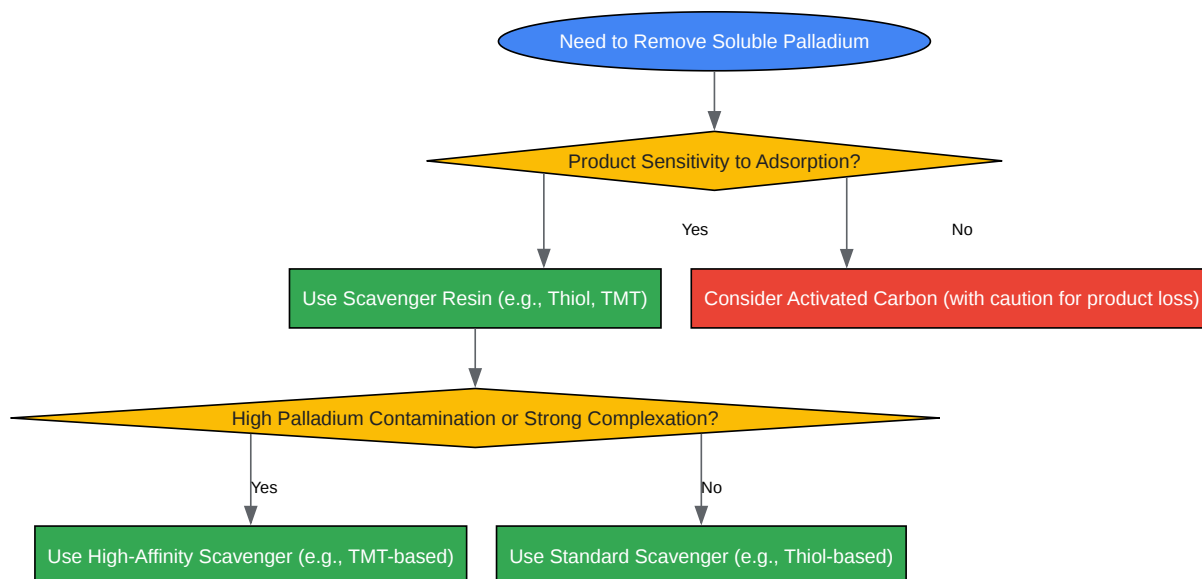 Need to Remove Soluble Palladium
Product Sensitivity to Adsorption?
Yes
No
Use Scavenger Resin (e.g., Thiol, TMT)
Consider Activated Carbon (with caution for product loss)
High Palladium Contamination or Strong Complexation?
Yes
No
Use High-Affinity Scavenger (e.g., TMT-based)
Use Standard Scavenger (e.g., Thiol-based)